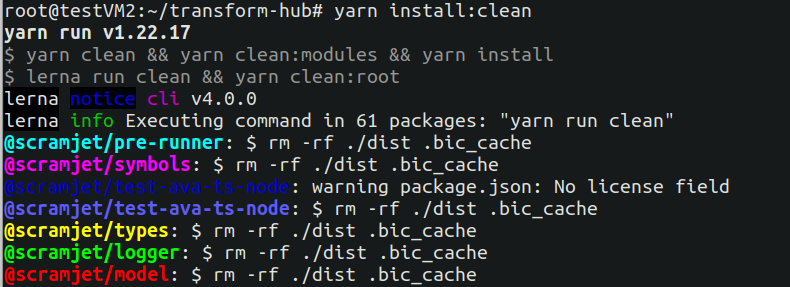 root@testVM2:~/transform-hub# yarn install:clean
yarn run v1.22.17
$ yarn clean && yarn clean:modules && yarn install
$ lerna run clean && yarn clean:root
lerna notice cli v4.0.0
lerna info Executing command in 61 packages: "yarn run clean"
@scramjet/pre-runner: $ rm -rf ./dist .bic_cache
@scramjet/symbols: $ rm -rf ./dist .bic_cache
@scramjet/test-ava-ts-node: warning package.json: No license field
@scramjet/test-ava-ts-node: $ rm -rf ./dist .bic_cache
@scramjet/types: $ rm -rf ./dist .bic_cache
@scramjet/logger: $ rm -rf ./dist .bic_cache
@scramjet/model: $ rm -rf ./dist .bic_cache